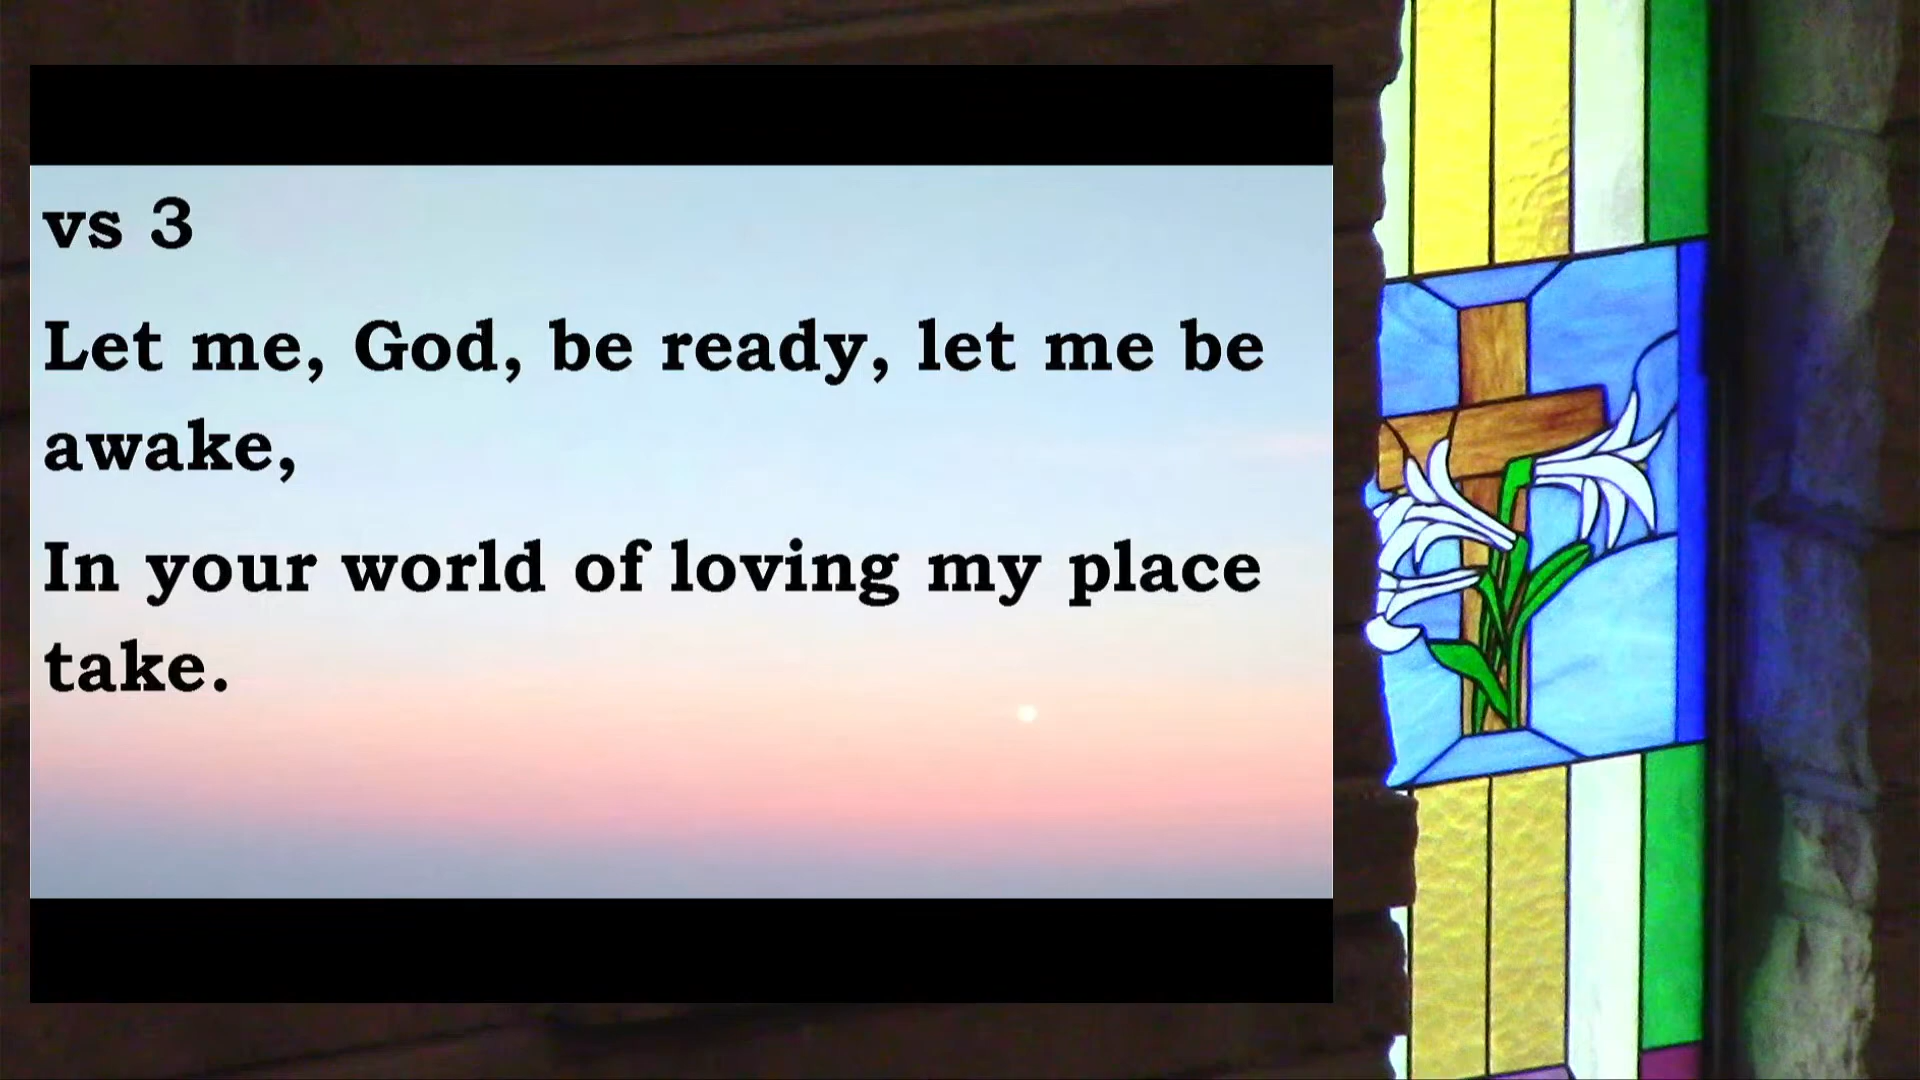 vs 3
Let me, God, be ready, let me be
awake,
In your world of loving my place
take.